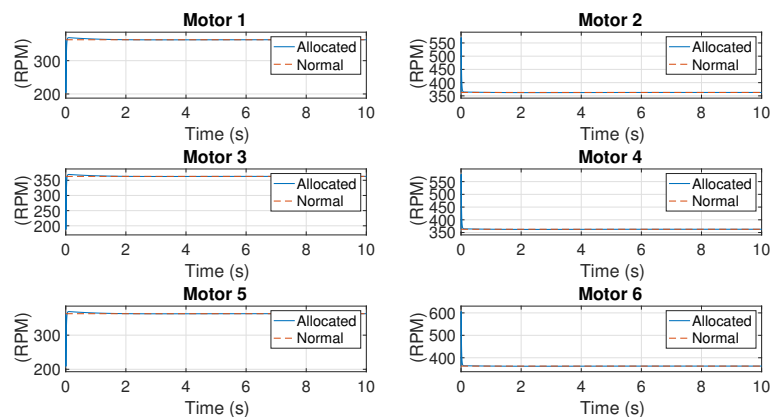 Motor 1
(RPM)
300
200
Allocated
Normal
0 2 4 6 8 10
Time (s)
Motor 2
(RPM)
550
500
450
400
350
Allocated
Normal
0 2 4 6 8 10
Time (s)
Motor 3
(RPM)
350
300
250
200
Allocated
Normal
0 2 4 6 8 10
Time (s)
Motor 4
(RPM)
550
500
450
400
350
Allocated
Normal
0 2 4 6 8 10
Time (s)
Motor 5
(RPM)
300
200
Allocated
Normal
0 2 4 6 8 10
Time (s)
Motor 6
(RPM)
600
500
400
Allocated
Normal
0 2 4 6 8 10
Time (s)